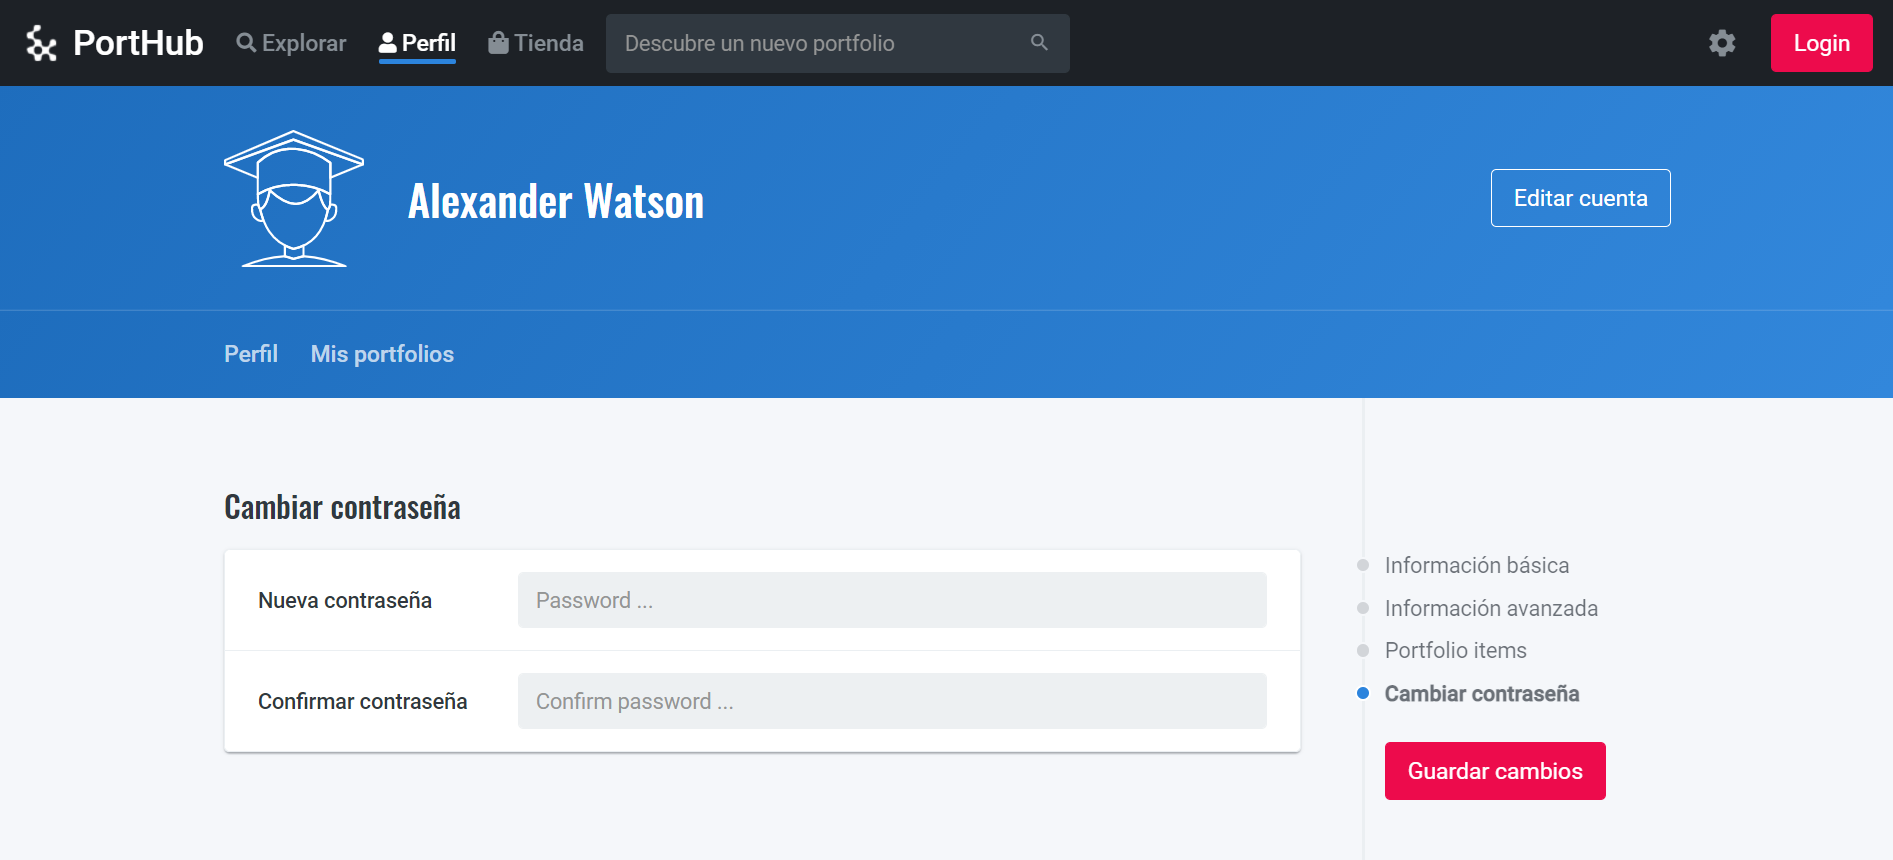 PortHub Explorar Perfil Tienda Descubre un nuevo portfolio Login
Alexander Watson
Editar cuenta
Perfil Mis portfolios
Cambiar contraseña
Nueva contraseña Password ...
Confirmar contraseña Confirm password ...
Información básica
Información avanzada
Portfolio items
Cambiar contraseña
Guardar cambios